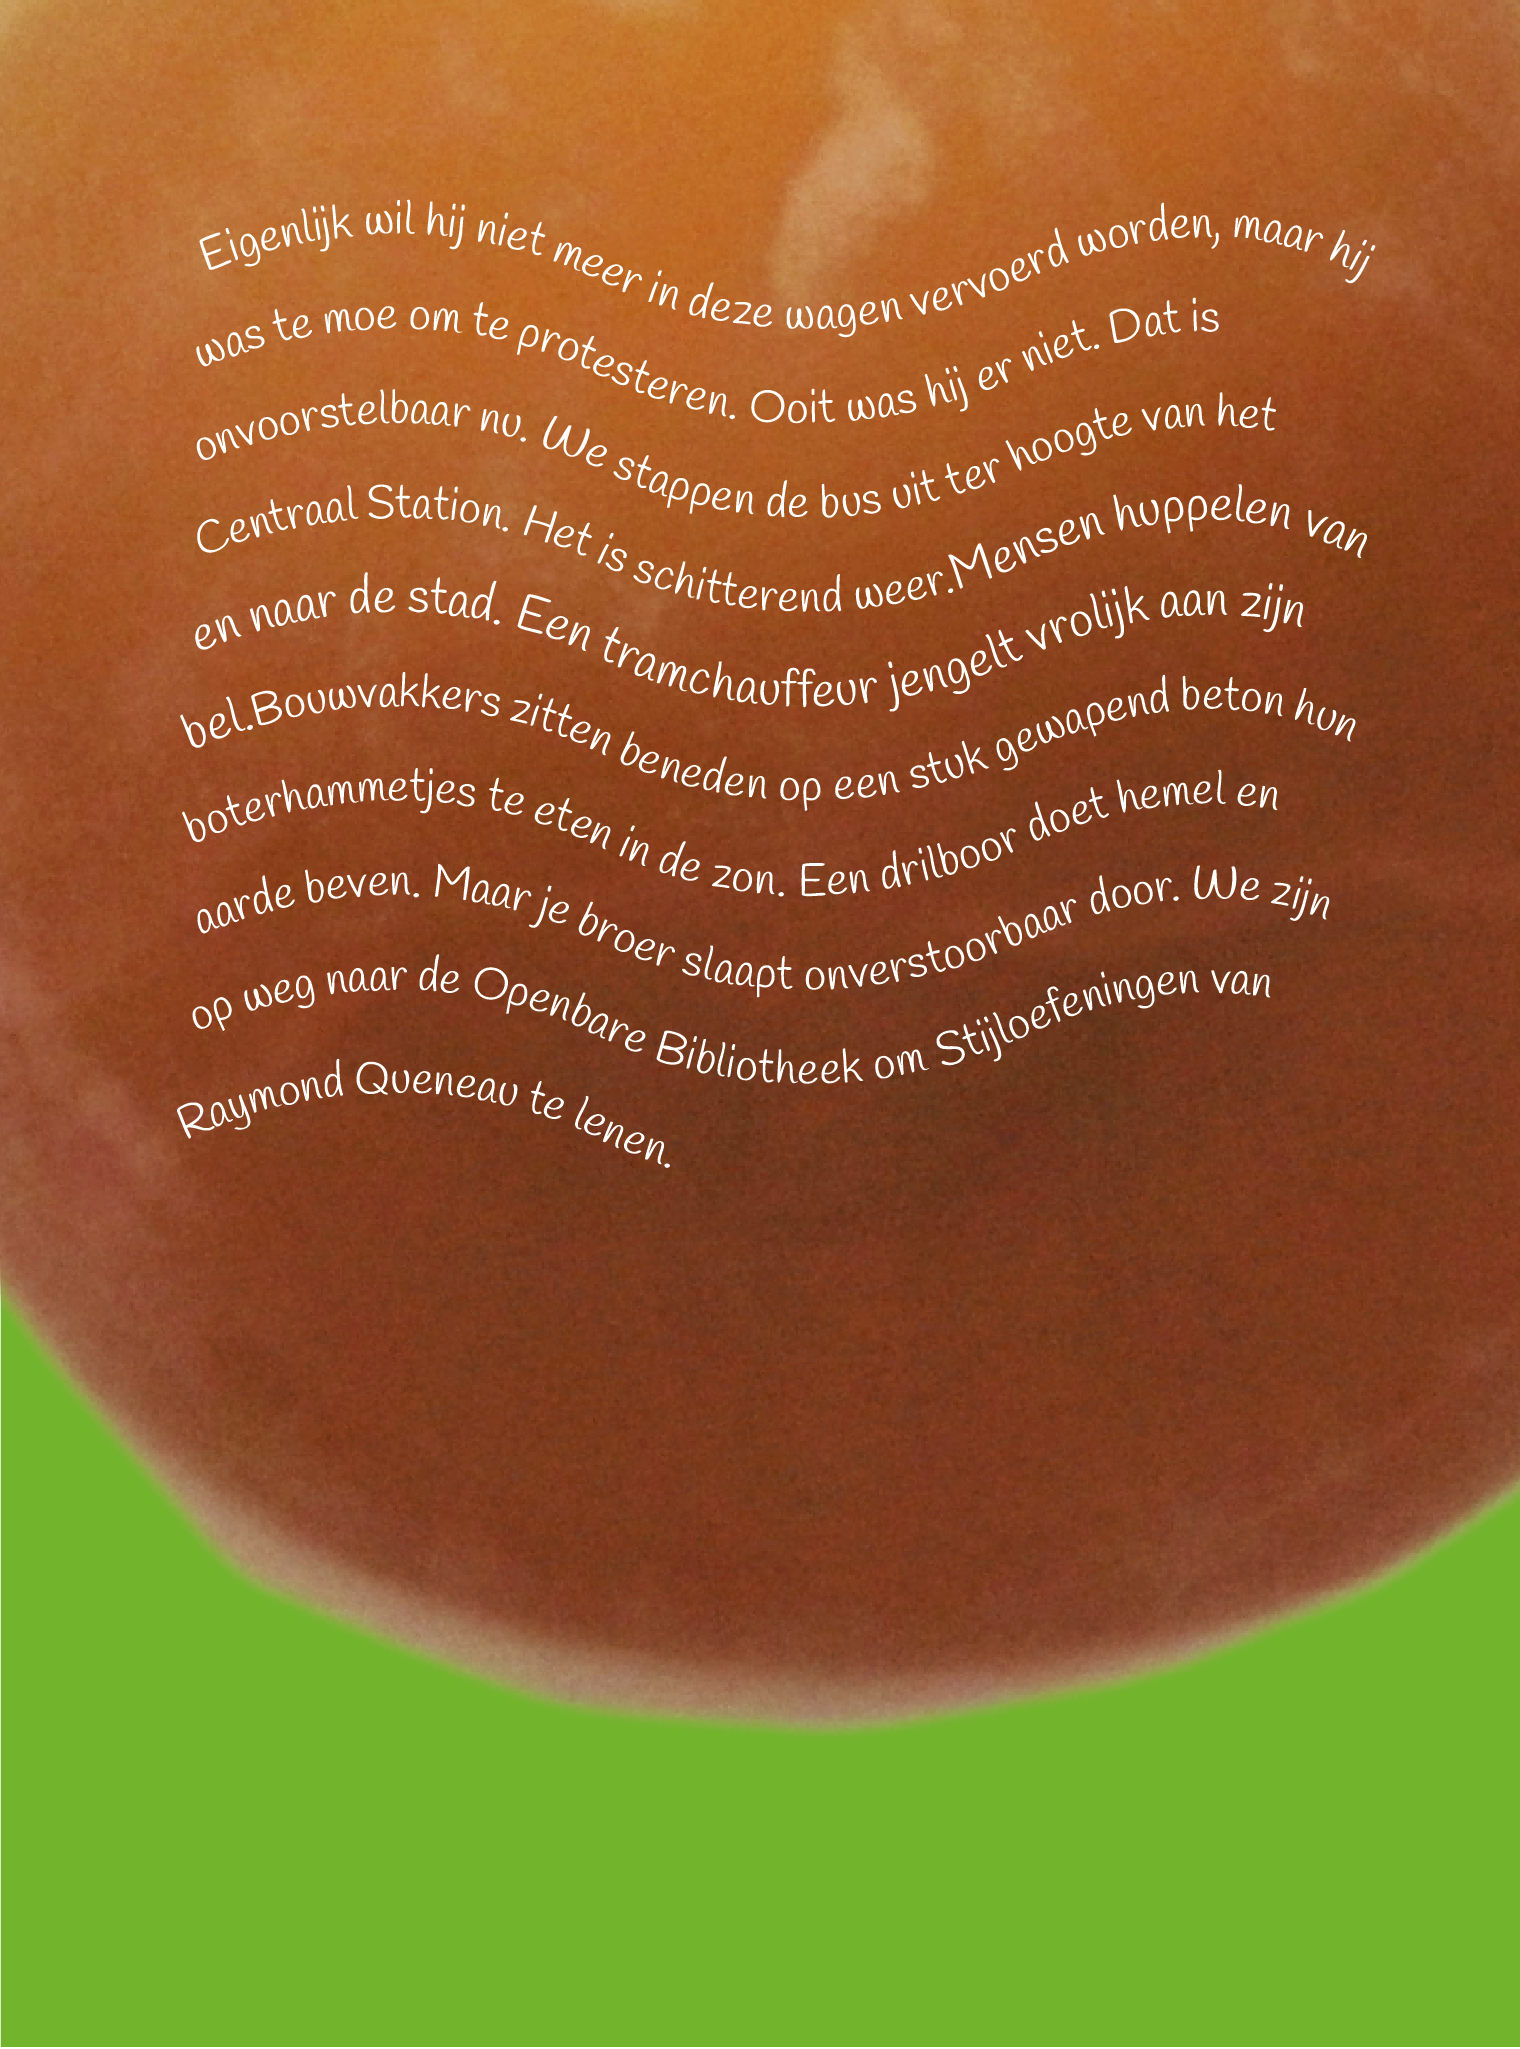 Eigenlijk wil hij niet meer in deze wagen vervoerd worden, maar hij
was te moe om te protesteren. Ooit was hij er niet. Dat is
onvoorstelbaar nu. We stappen de bus uit ter hoogte van het
Centraal Station. Het is schitterend weer.Mensen huppelen van
en naar de stad. Een tramchauffeur jengelt vrolijk aan zijn
bel.Bouwvakkers zitten beneden op een stuk gewapend beton hun
boterhammetjes te eten in de zon. Een drilboor doet hemel en
aarde beven. Maar je broer slaapt onverstoorbaar door. We zijn
op weg naar de Openbare Bibliotheek om Stijloefeningen van
Raymond Queneau te lenen.